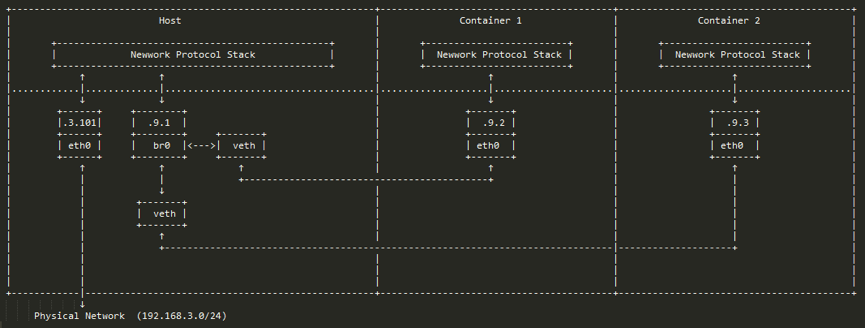 Host Container 1 Container 2
Newwork Protocol Stack Newwork Protocol Stack Newwork Protocol Stack
.3.101 .9.1 .9.2 .9.3
eth0 br0 veth eth0 eth0
veth
Physical Network (192.168.3.0/24)